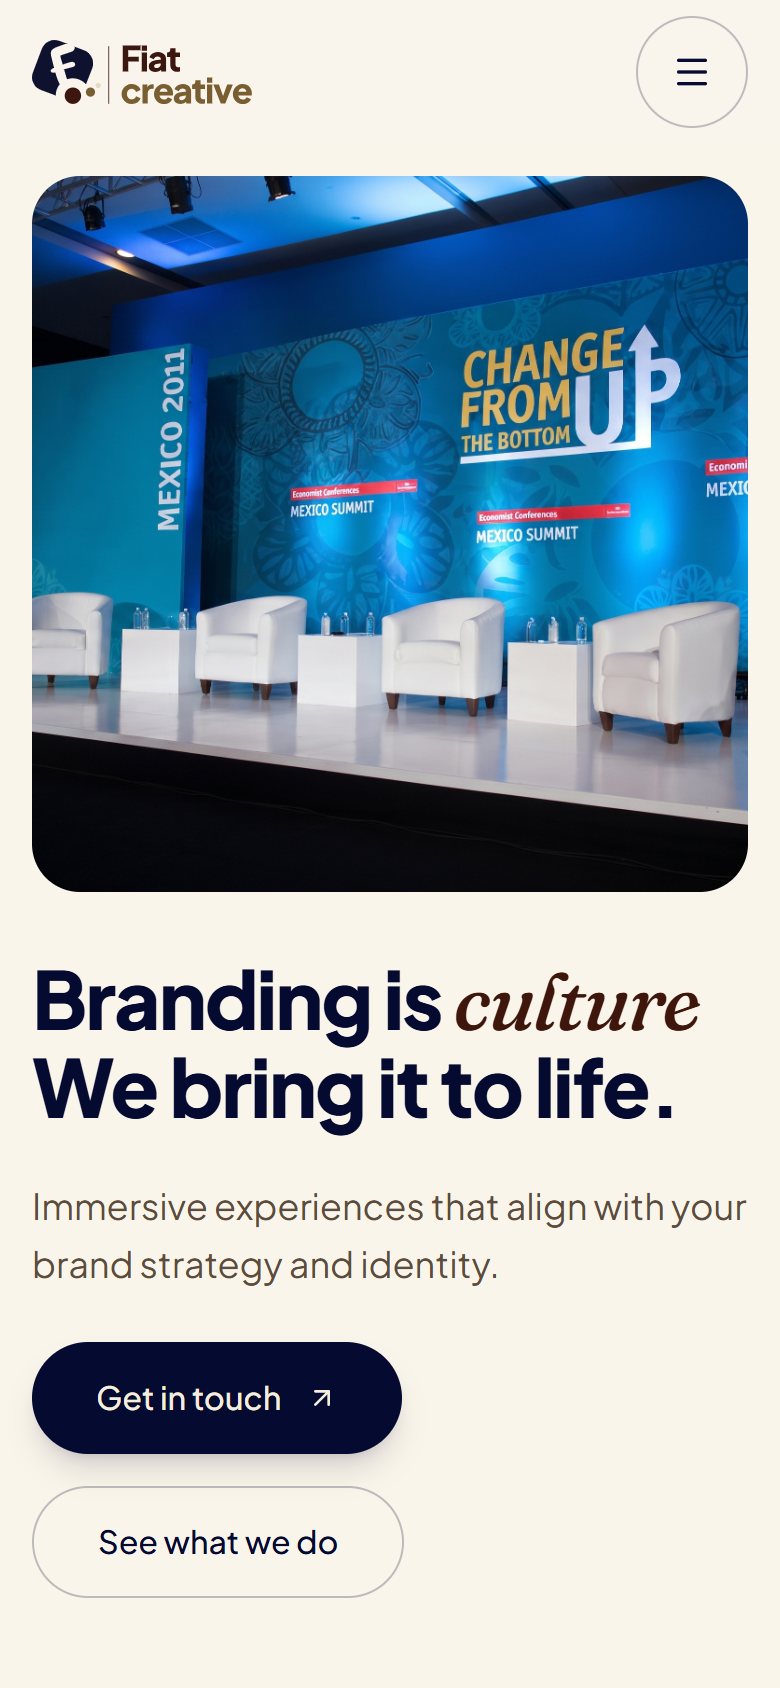 Fiat
creative
MEXICO 2011
CHANGE
FROM
THE BOTTOM
UP
Economist Conferences
MEXICO SUMMIT
Economist Conferences
MEXICO SUMMIT
Economi
MEXIC
Branding is culture
We bring it to life.
Immersive experiences that align with your
brand strategy and identity.
Get in touch
See what we do